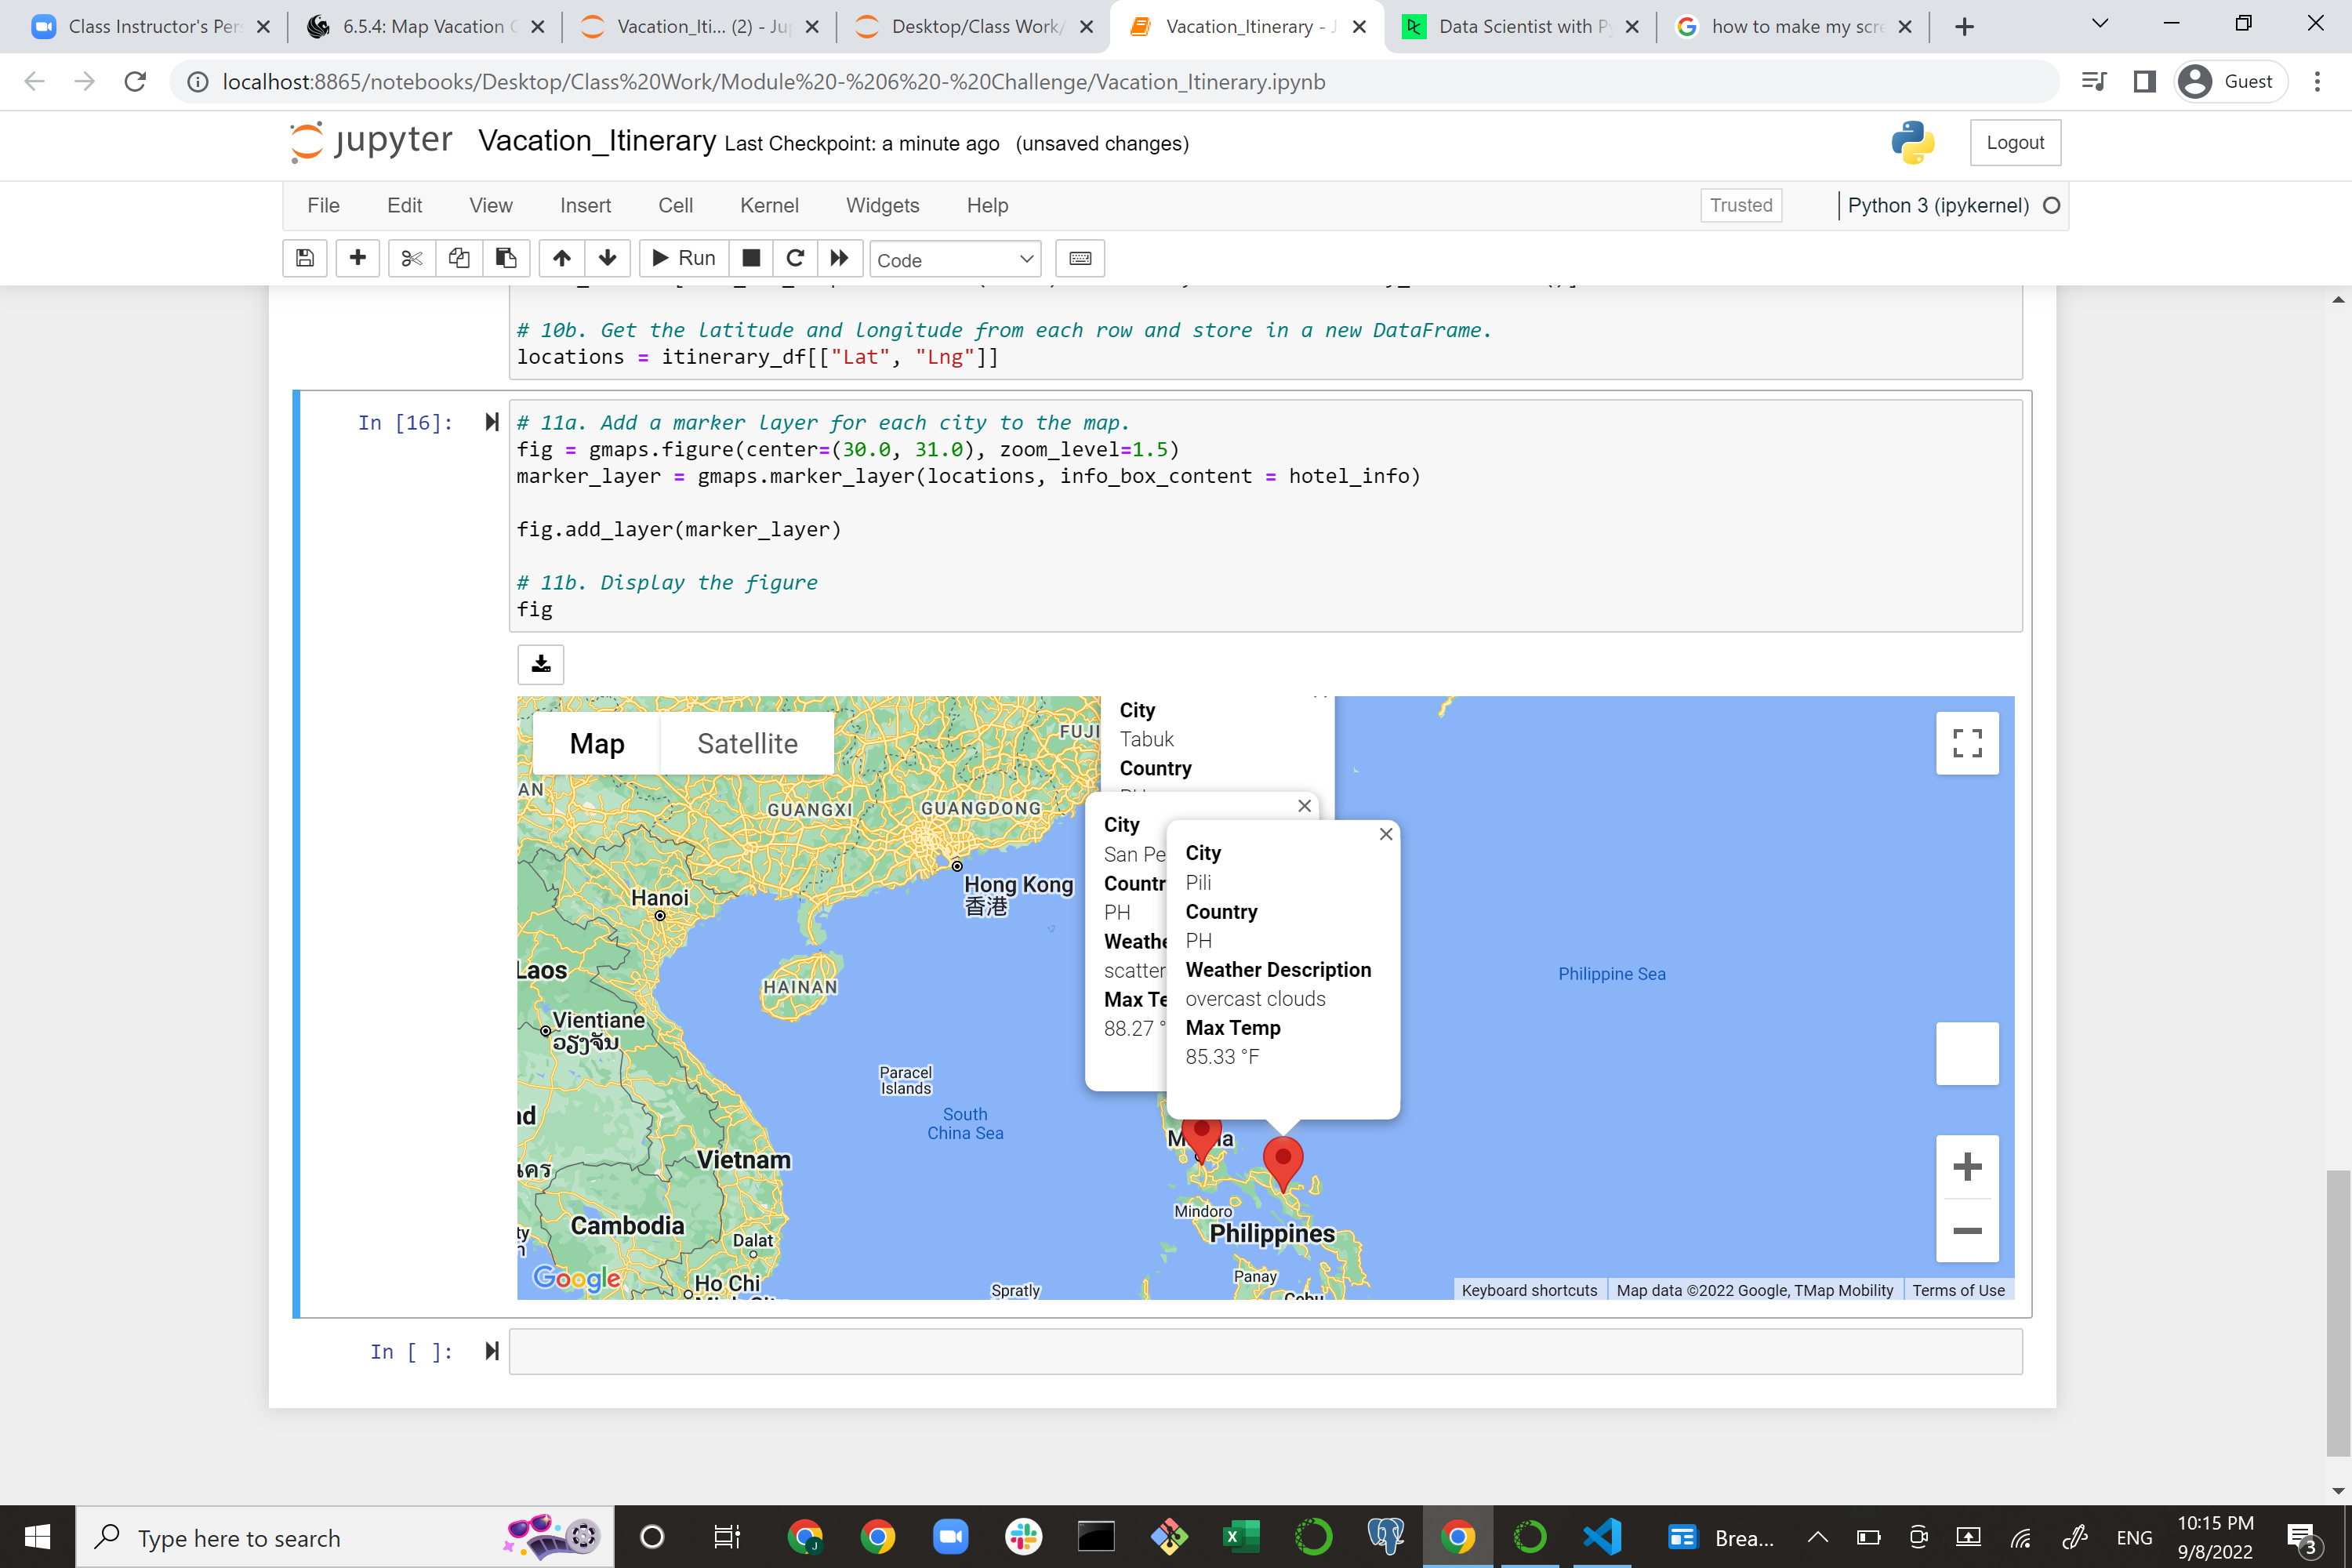 Class Instructor's Per
6.5.4: Map Vacation
Vacation_Iti... (2) - Jup
Desktop/Class Work/
Vacation_Itinerary - J
Data Scientist with Py
how to make my scre
localhost:8865/notebooks/Desktop/Class%20Work/Module%20-%206%20-%20Challenge/Vacation_Itinerary.ipynb
Guest
jupyter Vacation_Itinerary Last Checkpoint: a minute ago (unsaved changes)
Logout
File Edit View Insert Cell Kernel Widgets Help
Trusted
Python 3 (ipykernel)
Run
Code
# 10b. Get the latitude and longitude from each row and store in a new DataFrame.
locations = itinerary_df[["Lat", "Lng"]]
In [16]:
# 11a. Add a marker layer for each city to the map.
fig = gmaps.figure(center=(30.0, 31.0), zoom_level=1.5)
marker_layer = gmaps.marker_layer(locations, info_box_content = hotel_info)
fig.add_layer(marker_layer)
# 11b. Display the figure
fig
Map Satellite
FUJI
AN
GUANGXI
GUANGDONG
Hong Kong
香港
Hanoi
HAINAN
Laos
Vientiane
ວຽງຈັນ
Paracel
Islands
South
China Sea
Vietnam
Cambodia
Dalat
Ho Chi
Spratly
Google
City
Tabuk
Country
City
San Pe
Countr
PH
Weathe
scatter
Max Te
88.27 °
City
Pili
Country
PH
Weather Description
overcast clouds
Max Temp
85.33 °F
Mindoro
Philippines
Panay
Cebu
Philippine Sea
Keyboard shortcuts
Map data ©2022 Google, TMap Mobility
Terms of Use
In [ ]:
Type here to search
Brea...
ENG
10:15 PM
9/8/2022
3